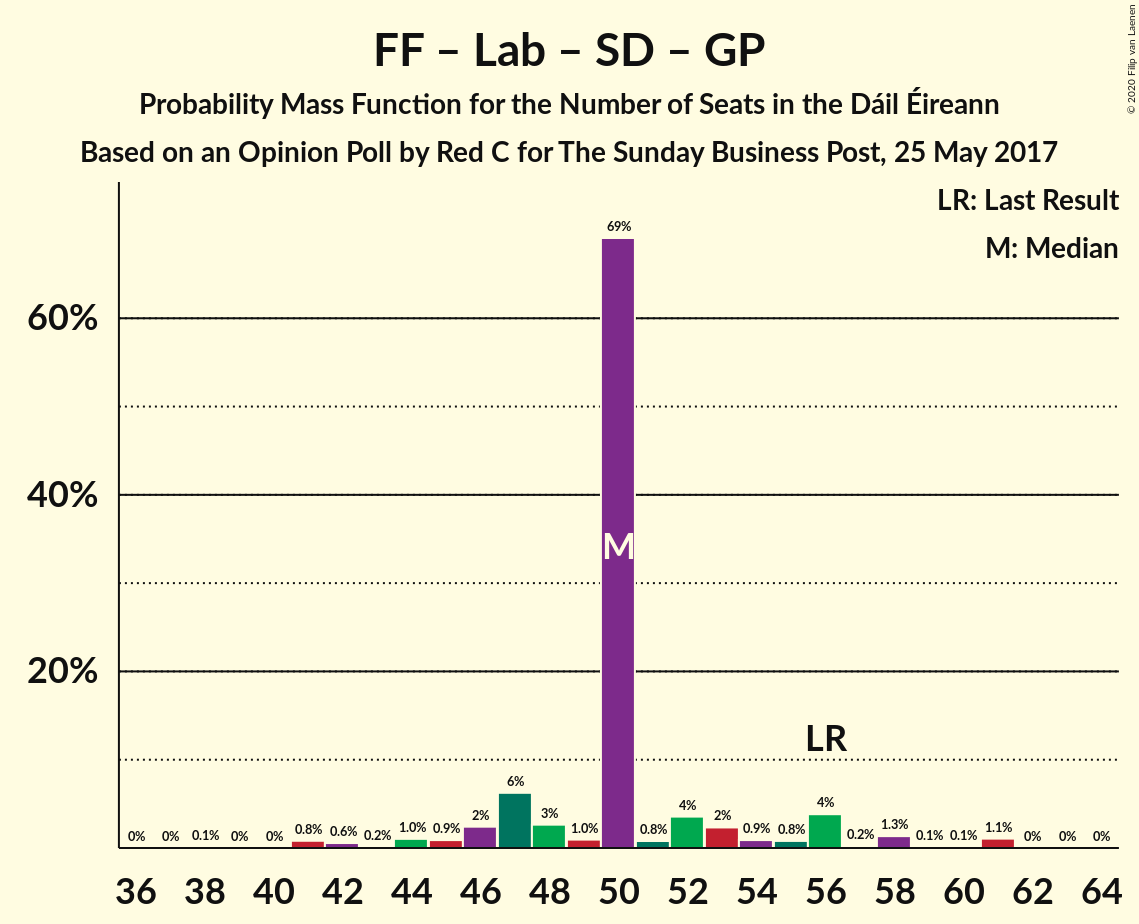 FF – Lab – SD – GP
Probability Mass Function for the Number of Seats in the Dáil Éireann
Based on an Opinion Poll by Red C for The Sunday Business Post, 25 May 2017
© 2020 Filip van Laenen
LR: Last Result
M: Median
60%
40%
20%
0% 0% 0.1% 0% 0% 0.8% 0.6% 0.2% 1.0% 0.9% 2% 6% 3% 1.0% 69% 0.8% 4% 2% 0.9% 0.8% 4% 0.2% 1.3% 0.1% 0.1% 1.1% 0% 0% 0%
M
LR
36 38 40 42 44 46 48 50 52 54 56 58 60 62 64